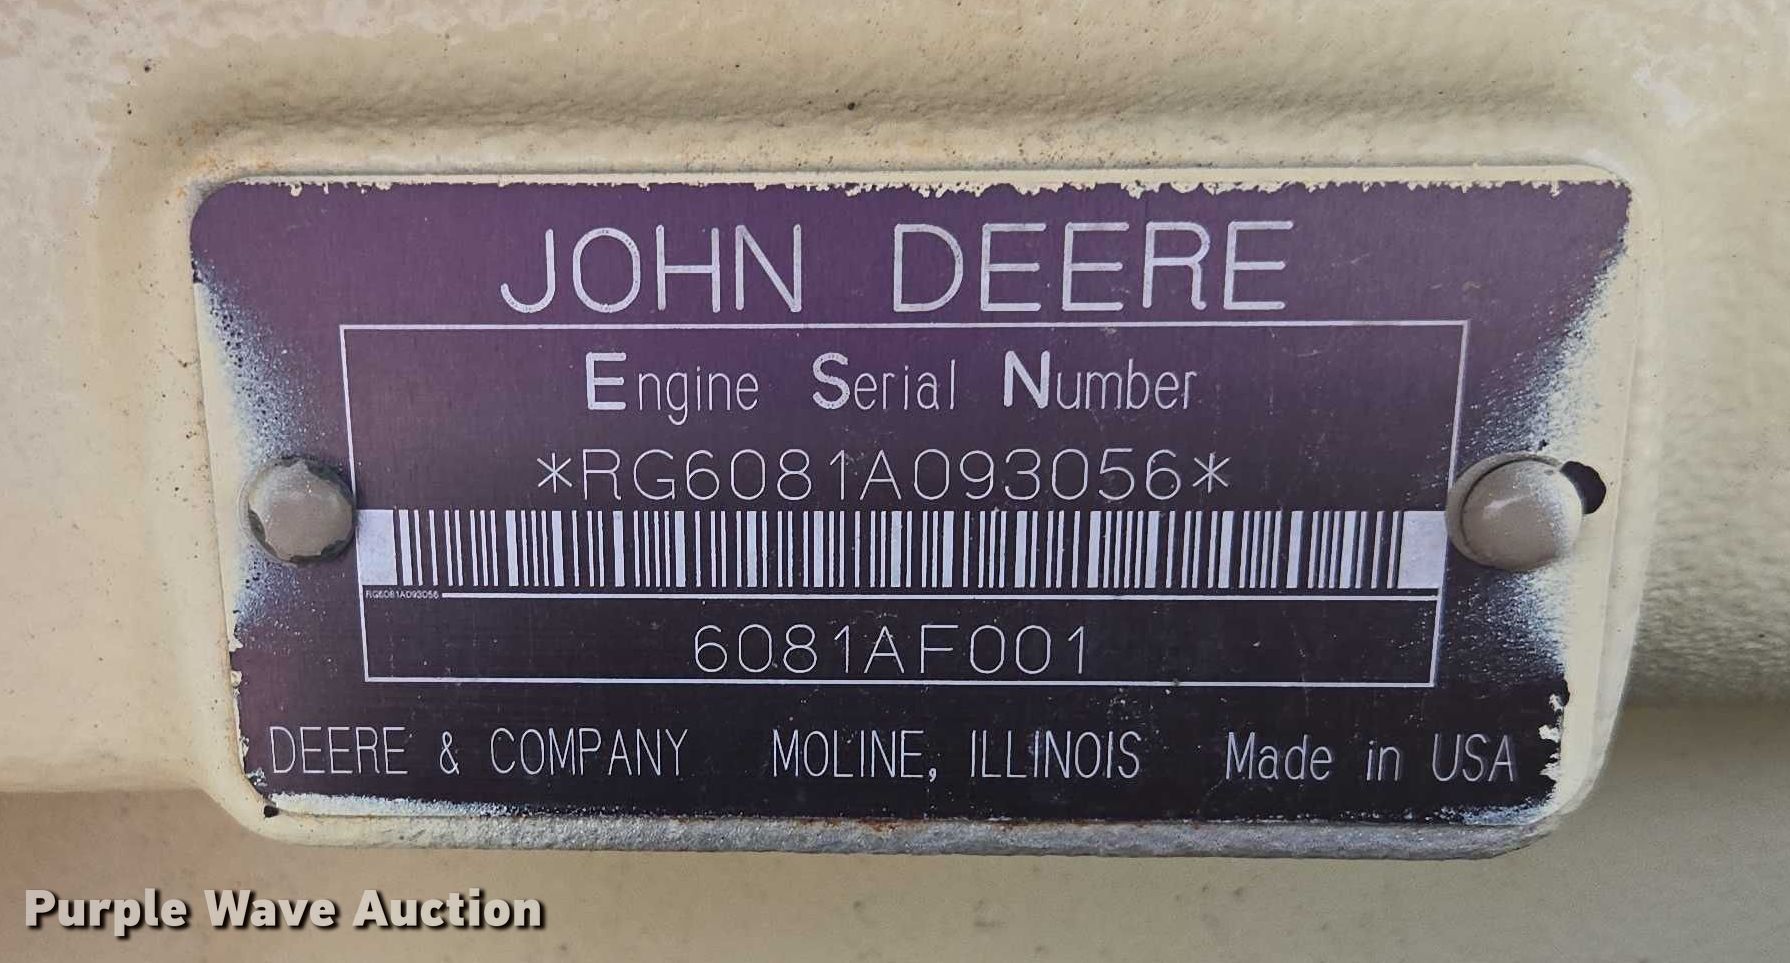 JOHN DEERE
Engine Serial Number
*RG6081A093056*
RG6081A093056
6081AF001
DEERE & COMPANY MOLINE, ILLINOIS Made in USA
Purple Wave Auction